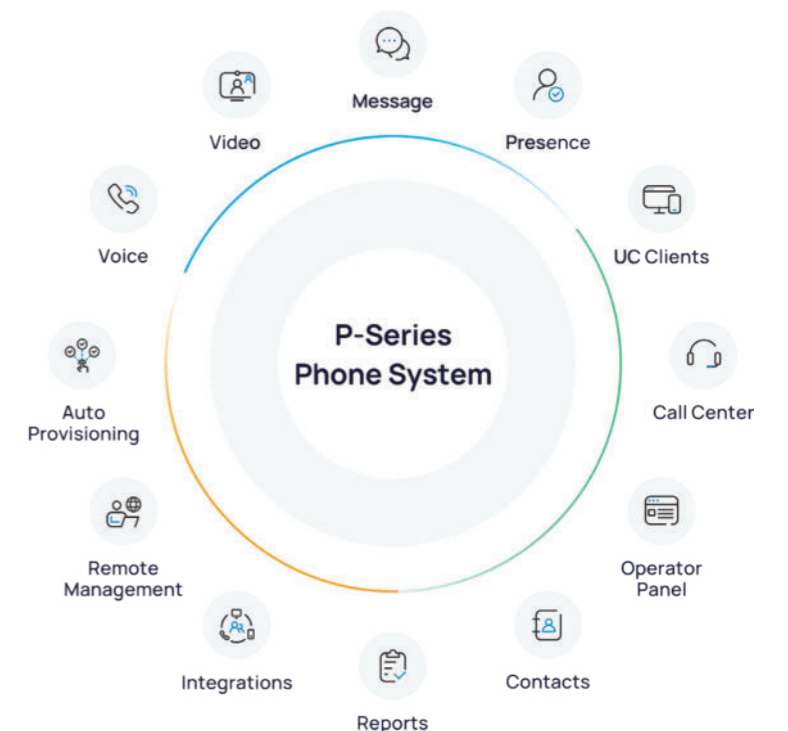 Message
Video
Presence
Voice
UC Clients
P-Series
Phone System
Auto
Provisioning
Call Center
Remote
Management
Operator
Panel
Integrations
Contacts
Reports